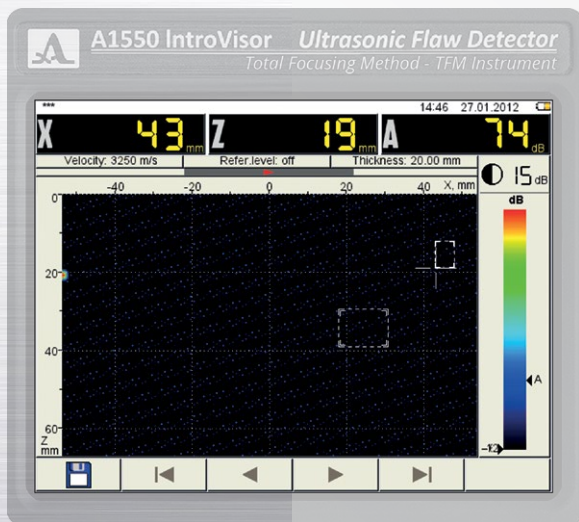 A1550 IntroVisor Ultrasonic Flaw Detector
Total Focusing Method - TFM Instrument
*** 14:46 27.01.2012
X 43 mm Z 19 mm A 74 dB
Velocity: 3250 m/s Refer.level: off Thickness: 20.00 mm
15 dB
-40 -20 0 20 40 X, mm
dB
0
20
40
60
Z
mm
A
-12